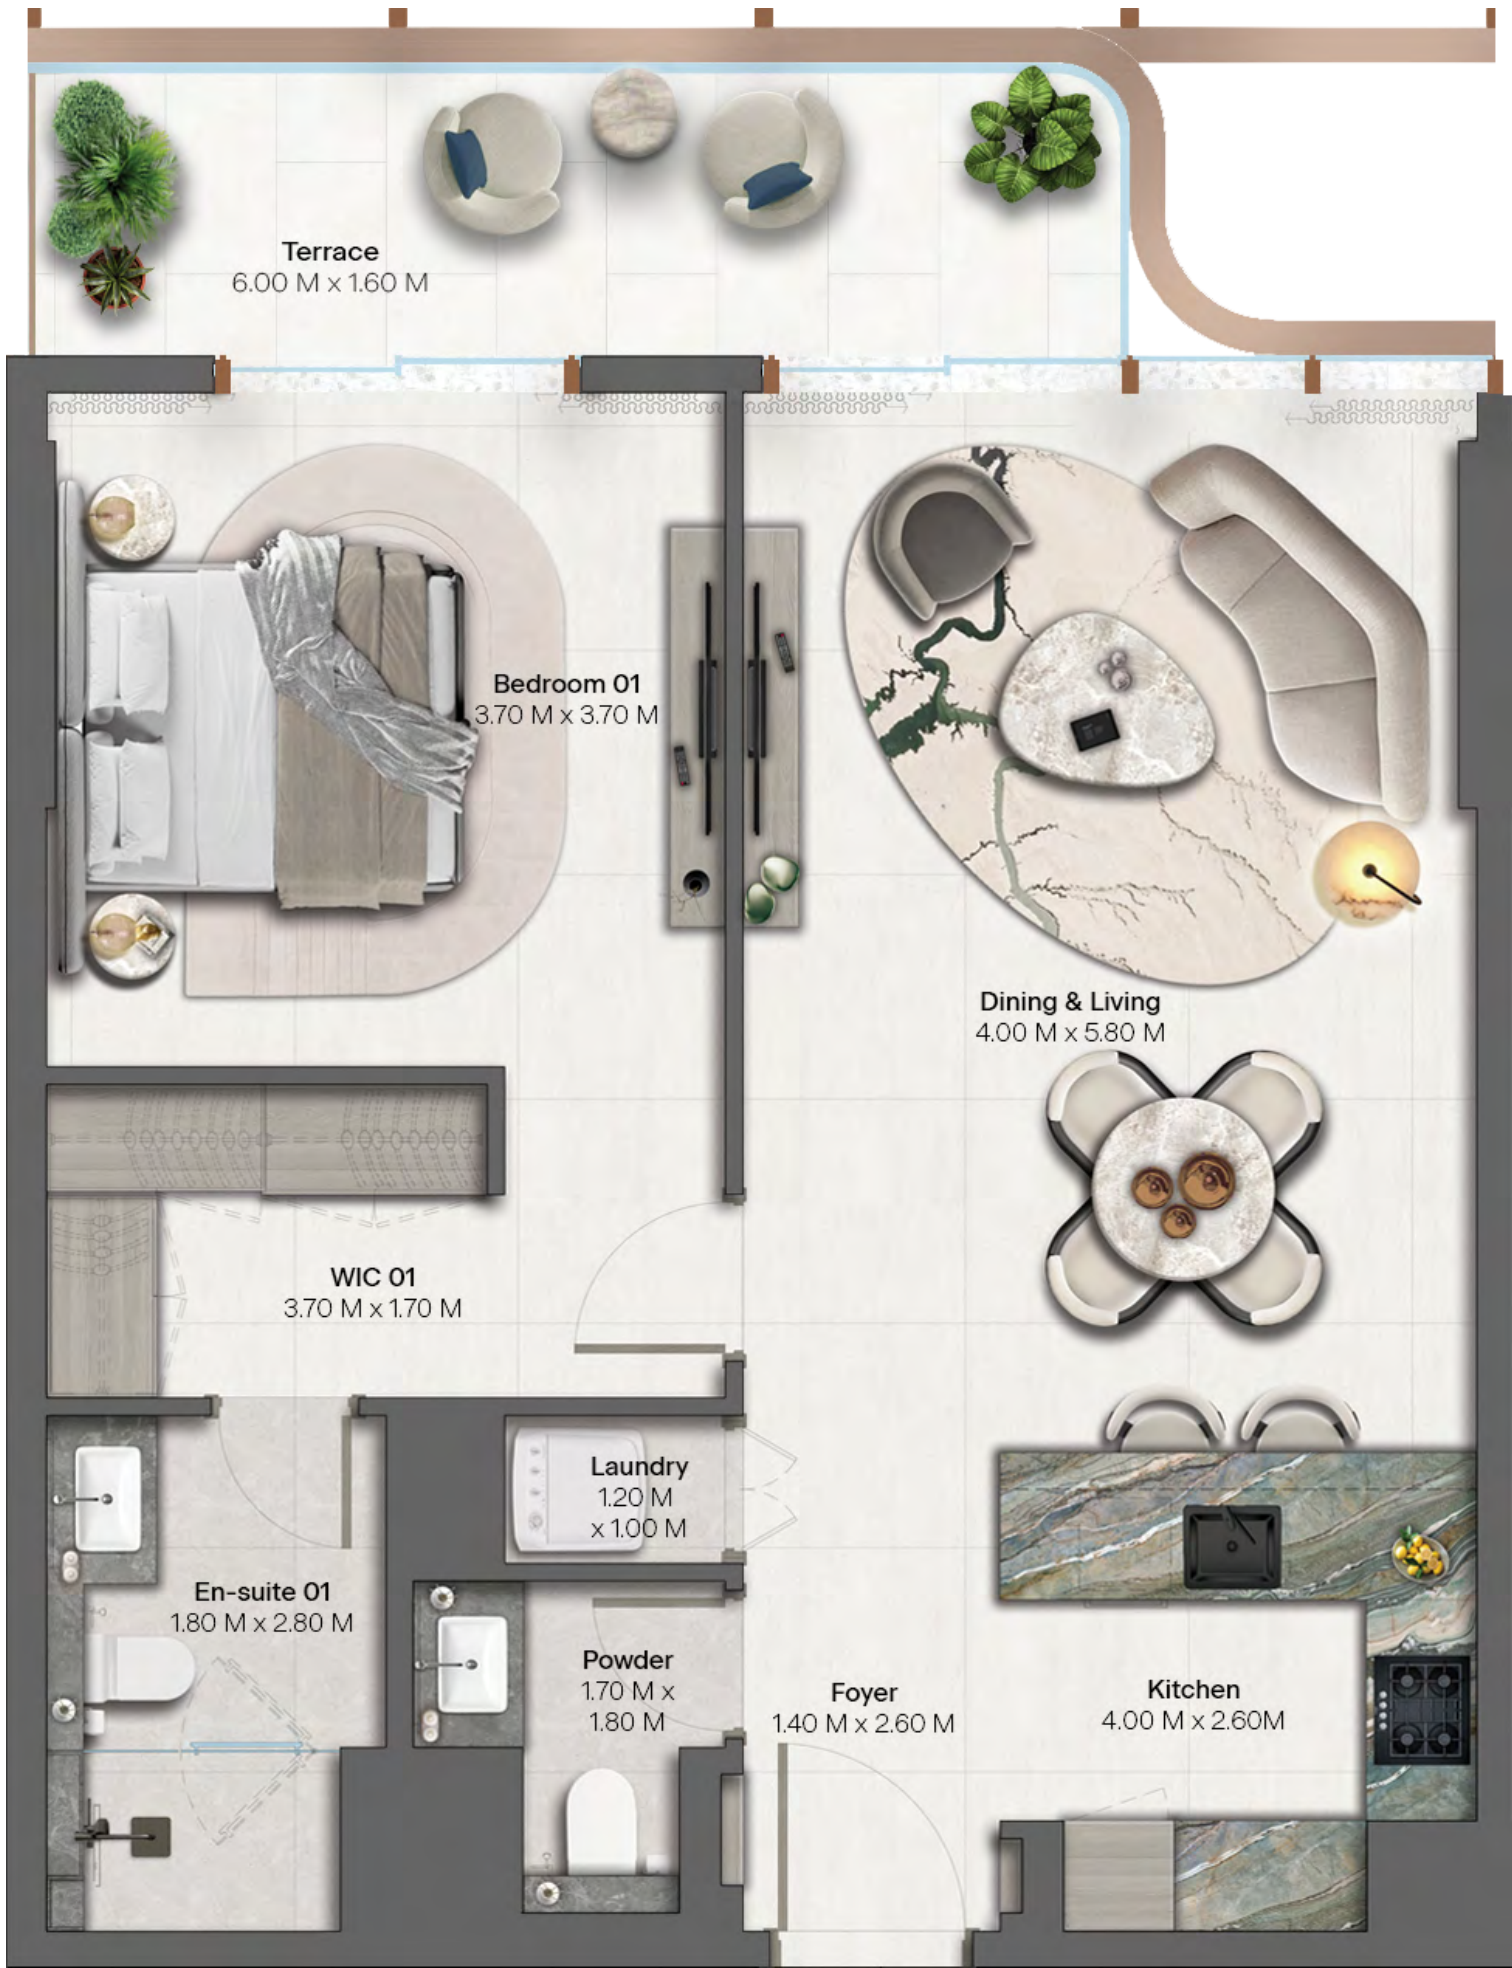 Terrace
6.00 M x 1.60 M
Bedroom 01
3.70 M x 3.70 M
Dining & Living
4.00 M x 5.80 M
WIC 01
3.70 M x 1.70 M
Laundry
1.20 M
x 1.00 M
En-suite 01
1.80 M x 2.80 M
Powder
1.70 M x
1.80 M
Foyer
1.40 M x 2.60 M
Kitchen
4.00 M x 2.60M